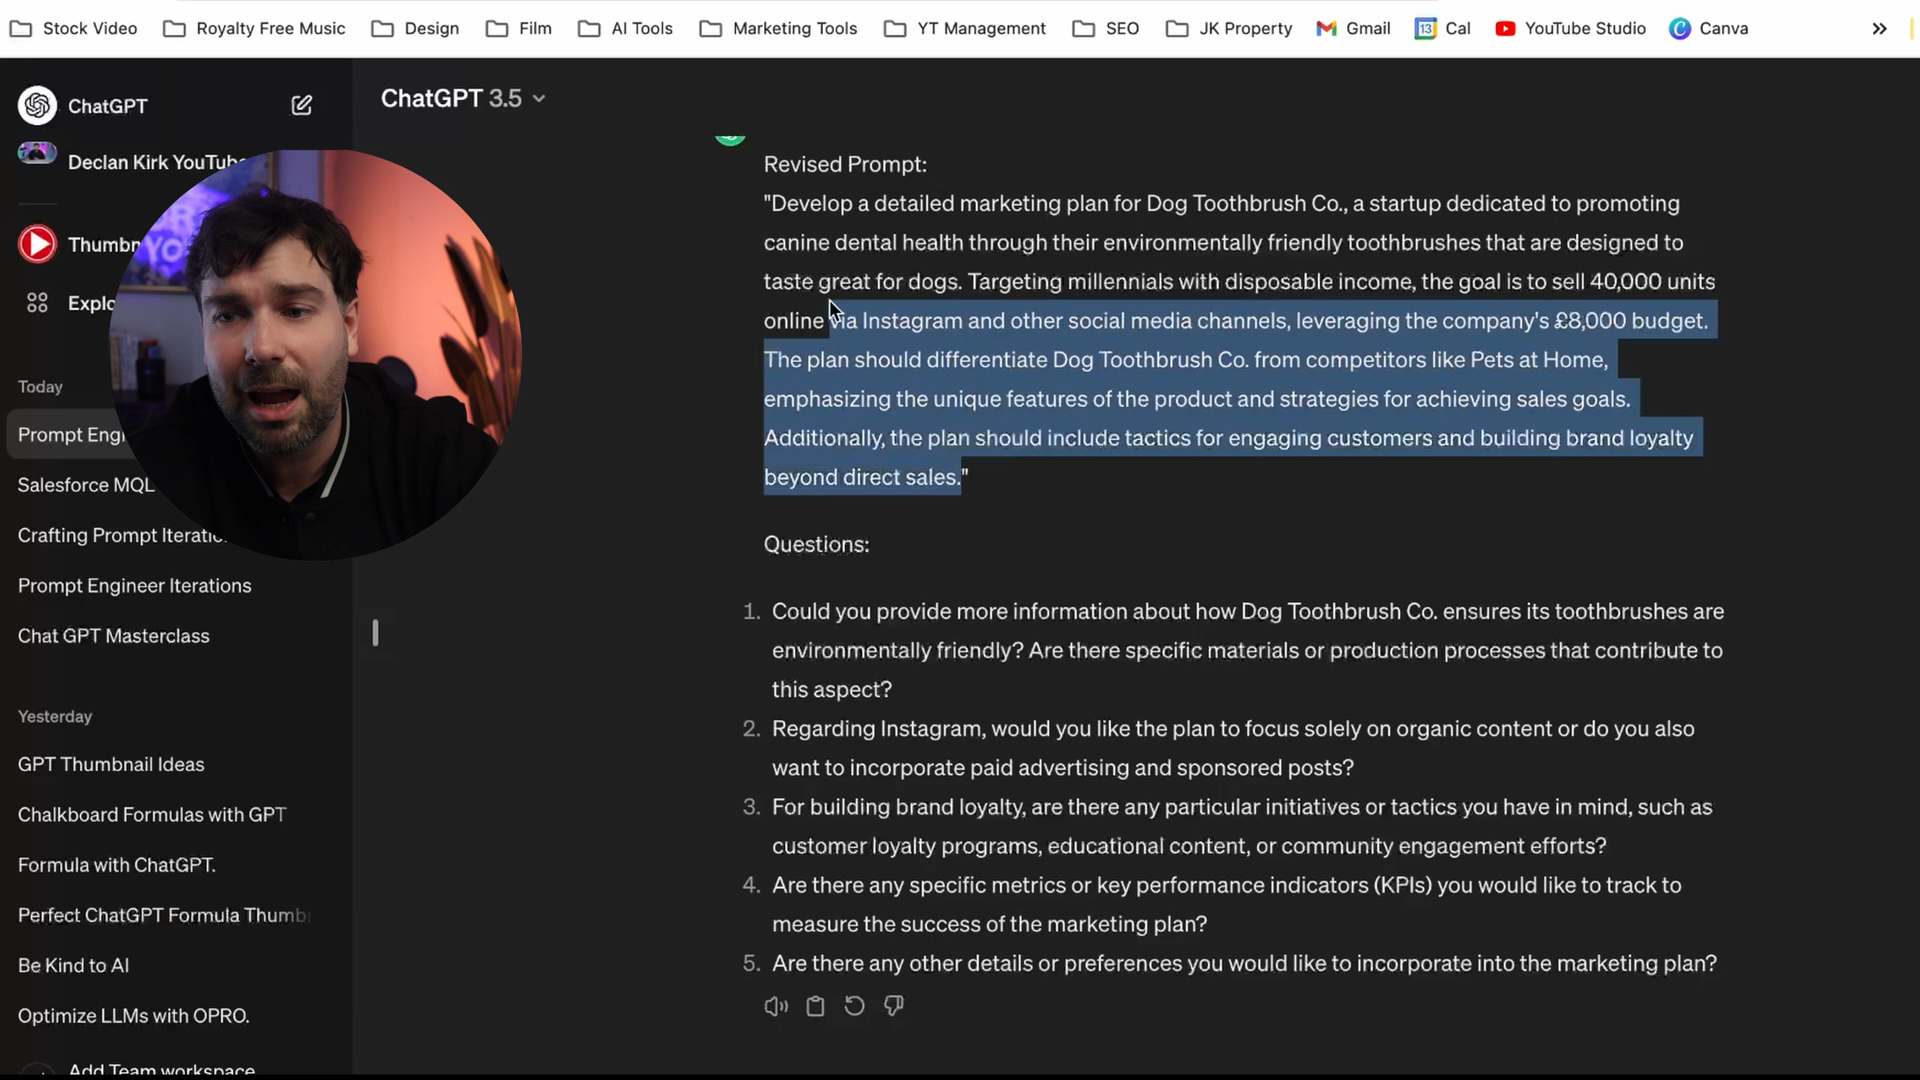 Stock Video
Royalty Free Music
Design
Film
AI Tools
Marketing Tools
YT Management
SEO
JK Property
Gmail
13
Cal
YouTube Studio
Canva
ChatGPT
ChatGPT 3.5
Declan Kirk YouTube
Revised Prompt:
"Develop a detailed marketing plan for Dog Toothbrush Co., a startup dedicated to promoting
canine dental health through their environmentally friendly toothbrushes that are designed to
taste great for dogs. Targeting millennials with disposable income, the goal is to sell 40,000 units
online via Instagram and other social media channels, leveraging the company's £8,000 budget.
The plan should differentiate Dog Toothbrush Co. from competitors like Pets at Home,
emphasizing the unique features of the product and strategies for achieving sales goals.
Additionally, the plan should include tactics for engaging customers and building brand loyalty
beyond direct sales."
Questions:
1. Could you provide more information about how Dog Toothbrush Co. ensures its toothbrushes are
environmentally friendly? Are there specific materials or production processes that contribute to
this aspect?
2. Regarding Instagram, would you like the plan to focus solely on organic content or do you also
want to incorporate paid advertising and sponsored posts?
3. For building brand loyalty, are there any particular initiatives or tactics you have in mind, such as
customer loyalty programs, educational content, or community engagement efforts?
4. Are there any specific metrics or key performance indicators (KPIs) you would like to track to
measure the success of the marketing plan?
5. Are there any other details or preferences you would like to incorporate into the marketing plan?
Thumbn
YO
Explo
Today
Prompt Engi
Salesforce MQL
Crafting Prompt Iteratio
Prompt Engineer Iterations
Chat GPT Masterclass
Yesterday
GPT Thumbnail Ideas
Chalkboard Formulas with GPT
Formula with ChatGPT.
Perfect ChatGPT Formula Thumb
Be Kind to AI
Optimize LLMs with OPRO.
Add Team workspace